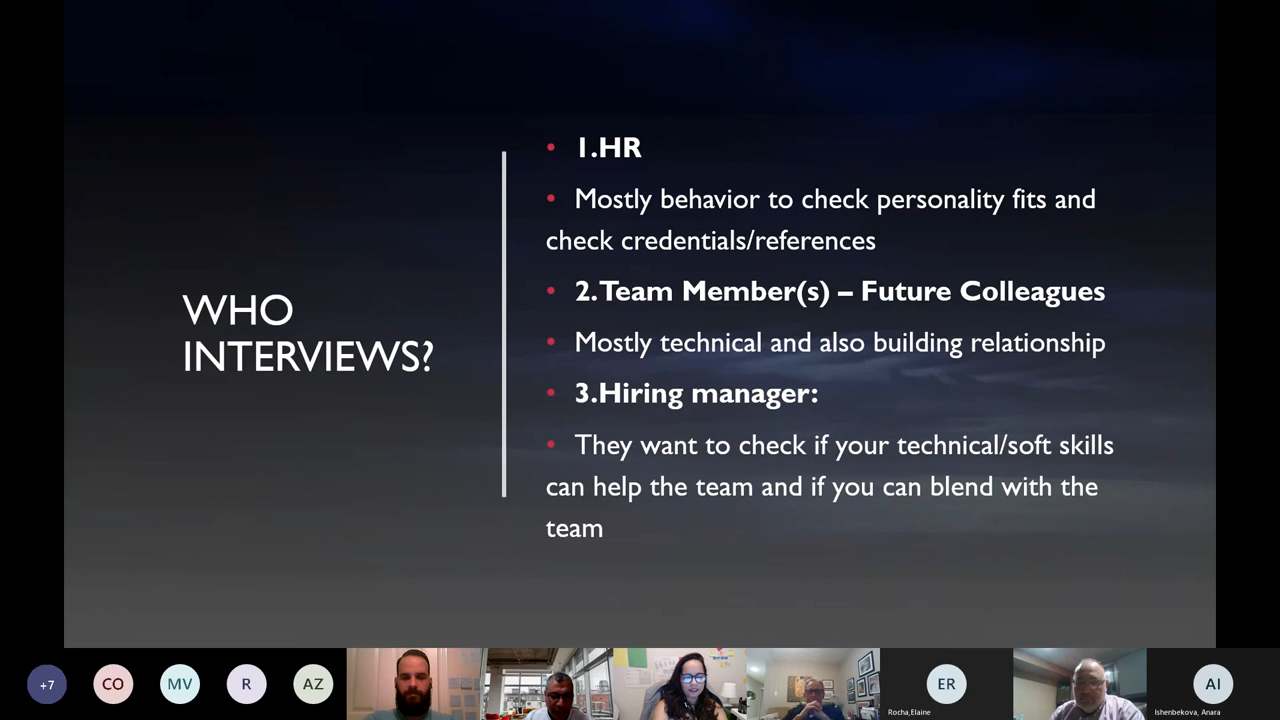 WHO
INTERVIEWS?
• 1.HR
• Mostly behavior to check personality fits and
check credentials/references
• 2.Team Member(s) – Future Colleagues
• Mostly technical and also building relationship
• 3.Hiring manager:
• They want to check if your technical/soft skills
can help the team and if you can blend with the
team
+7
CO
MV
R
AZ
ER
Rocha,Elaine
AI
Ishenbekova, Anara